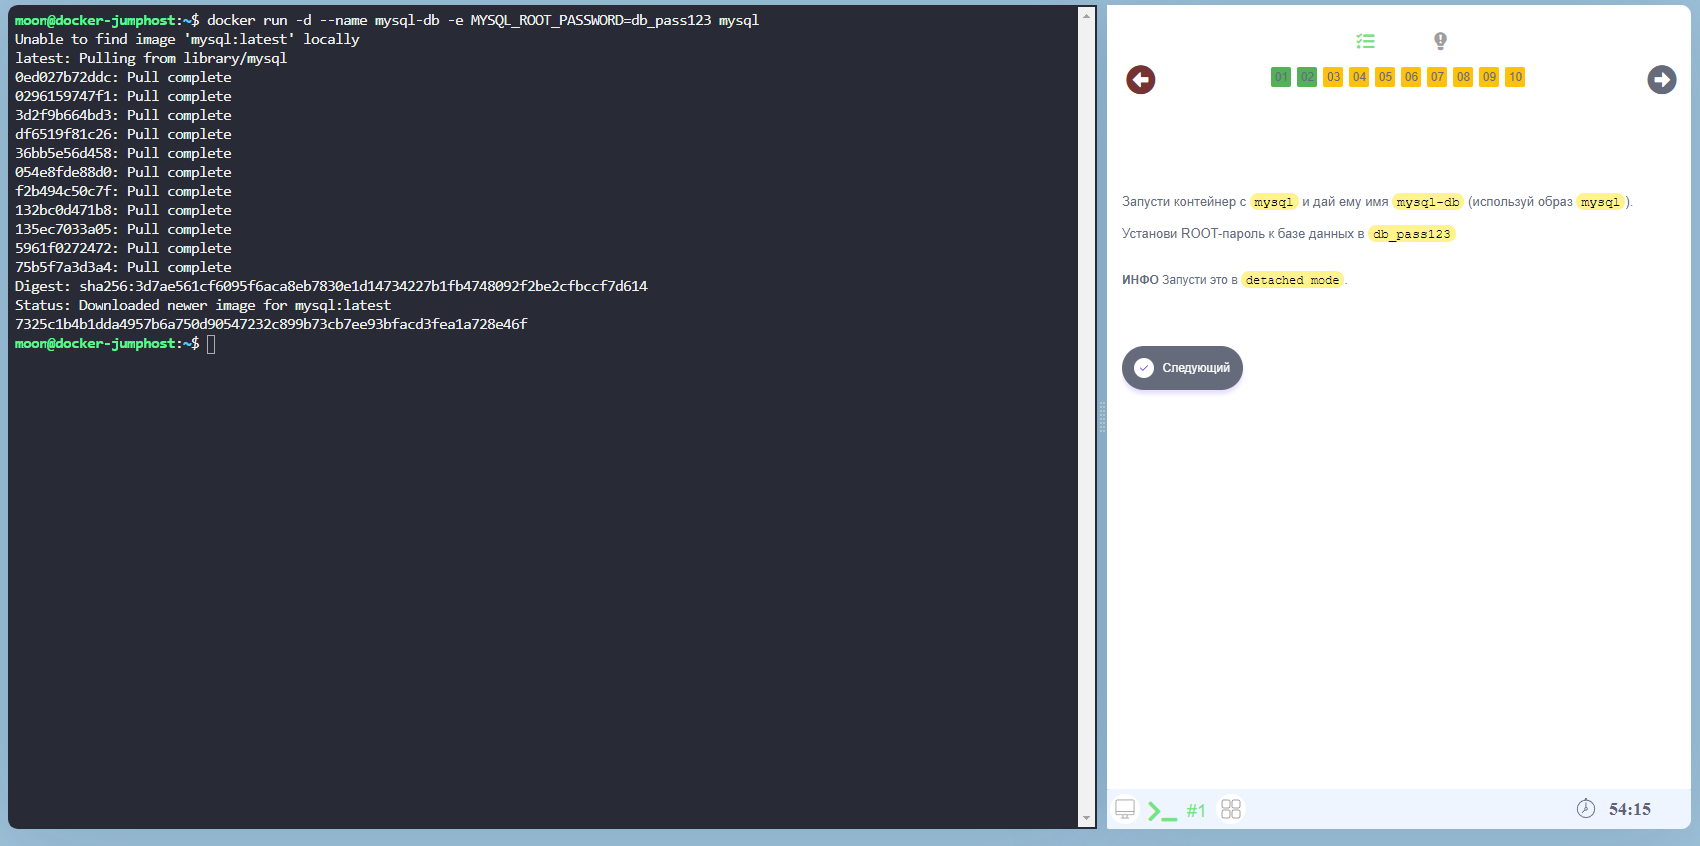 moon@docker-jumphost:~$ docker run -d --name mysql-db -e MYSQL_ROOT_PASSWORD=db_pass123 mysql
Unable to find image 'mysql:latest' locally
latest: Pulling from library/mysql
0ed027b72ddc: Pull complete
0296159747f1: Pull complete
3d2f9b664bd3: Pull complete
df6519f81c26: Pull complete
36bb5e56d458: Pull complete
054e8fde88d0: Pull complete
f2b494c50c7f: Pull complete
132bc0d471b8: Pull complete
135ec7033a05: Pull complete
5961f0272472: Pull complete
75b5f7a3d3a4: Pull complete
Digest: sha256:3d7ae561cf6095f6aca8eb7830e1d14734227b1fb4748092f2be2cfbccf7d614
Status: Downloaded newer image for mysql:latest
7325c1b4b1dda4957b6a750d90547232c899b73cb7ee93bfacd3fea1a728e46f
moon@docker-jumphost:~$
01 02 03 04 05 06 07 08 09 10
Запусти контейнер с mysql и дай ему имя mysql-db (используй образ mysql).
Установи ROOT-пароль к базе данных в db_pass123
ИНФО Запусти это в detached mode.
Следующий
#1
54:15